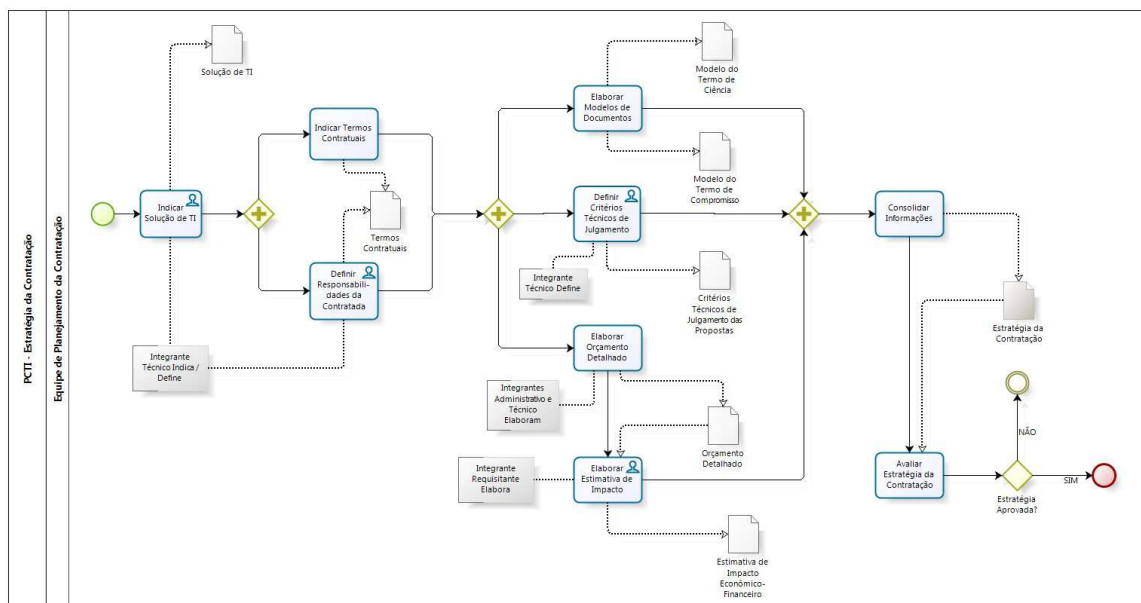 PCTI - Estratégia da Contratação
Equipe de Planejamento da Contratação
Solução de TI
Indicar
Solução de TI
Integrante
Técnico Indica /
Define
Indicar Termos
Contratuais
Termos
Contratuais
Definir
Responsabili-
dades da
Contratada
Elaborar
Modelos de
Documentos
Modelo do
Termo de
Ciência
Modelo do
Termo de
Compromisso
Definir
Critérios
Técnicos de
Julgamento
Integrante
Técnico Define
Critérios
Técnicos de
Julgamento das
Propostas
Elaborar
Orçamento
Detalhado
Integrantes
Administrativo e
Técnico
Elaboram
Orçamento
Detalhado
Integrante
Requisitante
Elabora
Elaborar
Estimativa de
Impacto
Estimativa de
Impacto
Econômico-
Financeiro
Consolidar
Informações
Estratégia da
Contratação
Avaliar
Estratégia da
Contratação
NÃO
SIM
Estratégia
Aprovada?